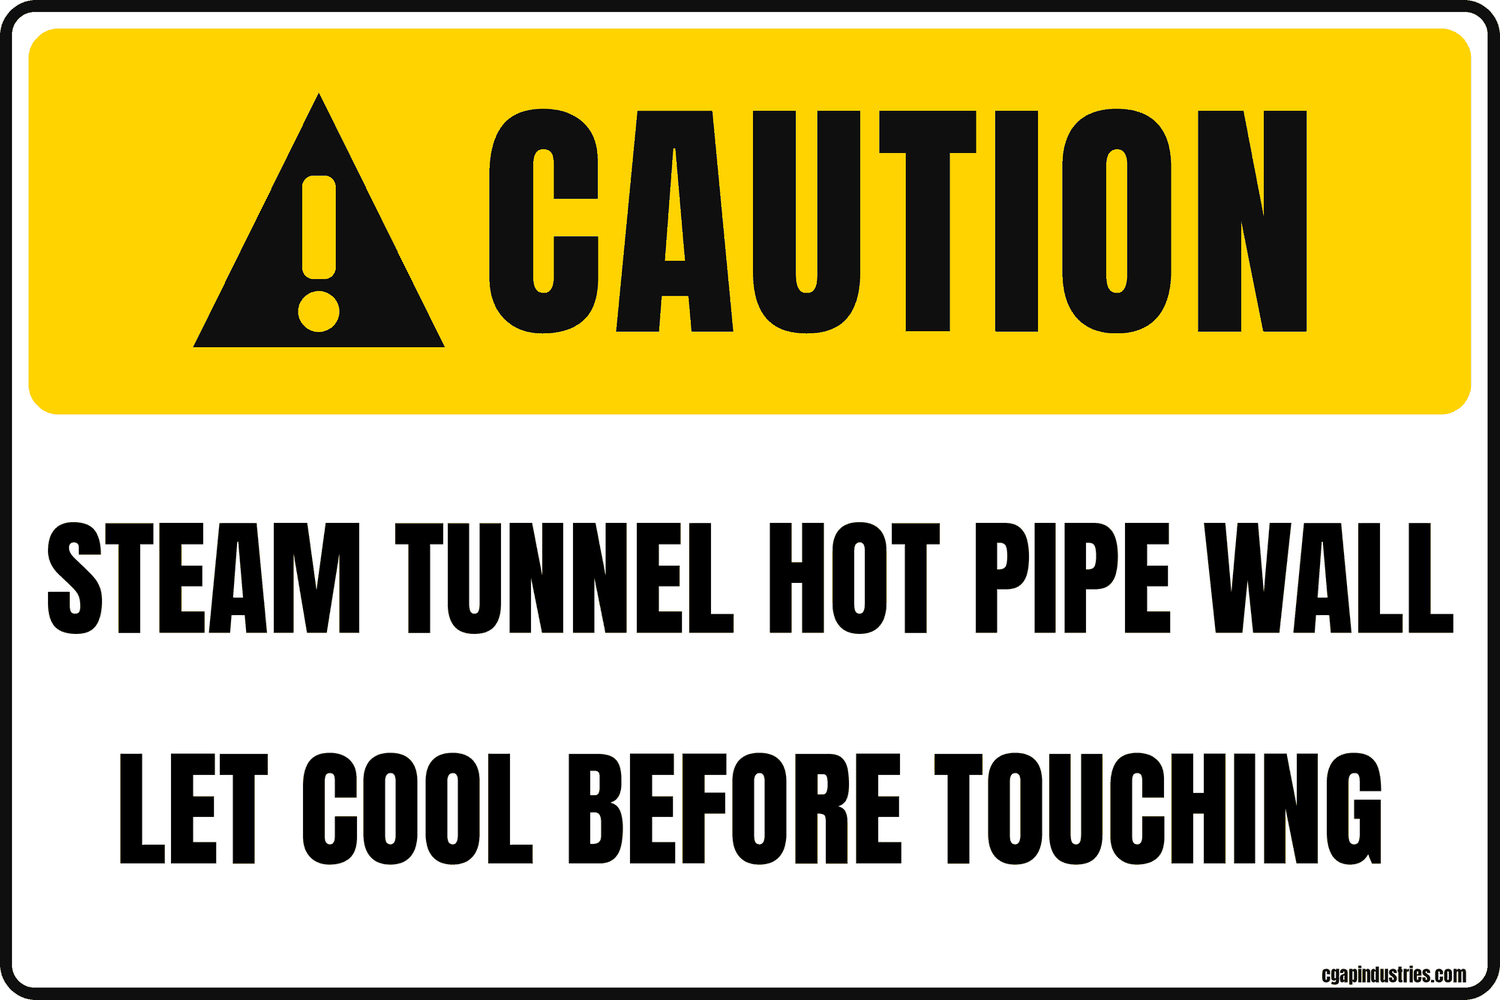 CAUTION
STEAM TUNNEL HOT PIPE WALL
LET COOL BEFORE TOUCHING
cgapindustries.com